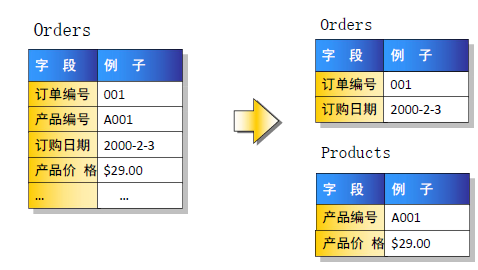 Orders
字 段 例 子
订单编号 001
产品编号 A001
订购日期 2000-2-3
产品价 格 $29.00
... ...
Orders
字 段 例 子
订单编号 001
订购日期 2000-2-3
Products
字 段 例 子
产品编号 A001
产品价 格 $29.00